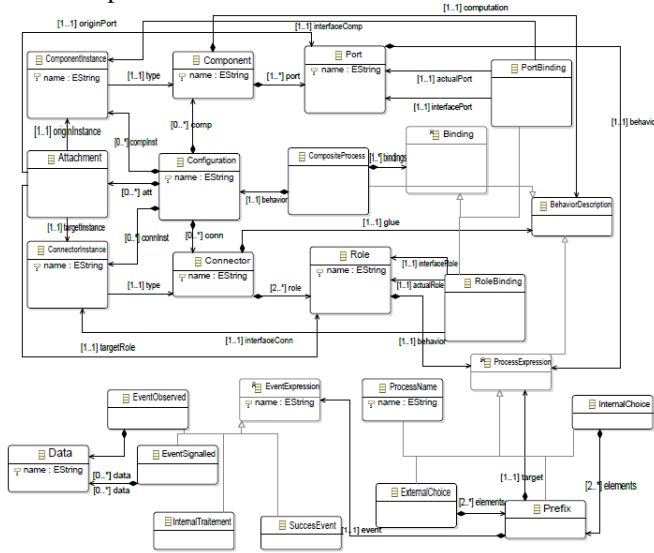 [1..1] computation
[1..1] originPort
[1..1] interfaceComp
ComponentInstance
name : EString
[1..1] type
Component
name : EString
[1..*] port
Port
name : EString
[1..1] actualPort
[1..1] interfacePort
PortBinding
[1..1] behavior
[1..1] originInstance
[0..*] comp
[0..*] compInst
Attachment
[0..*] att
Configuration
name : EString
CompositeProcess
[1..*] bindings
Binding
[1..1] behavior
BehaviorDescription
[1..1] targetInstance
[0..*] connInst
[0..*] conn
[1..1] glue
ConnectorInstance
name : EString
[1..1] type
Connector
name : EString
[2..*] role
Role
name : EString
[1..1] interfaceRole
[1..1] actualRole
RoleBinding
[1..1] targetRole
[1..1] interfaceConn
[1..1] behavior
ProcessExpression
EventObserved
EventExpression
name : EString
ProcessName
name : EString
InternalChoice
Data
name : EString
[0..*] data
[0..*] data
EventSignalled
[1..1] target
[2..*] elements
ExternalChoice
[2..*] elements
Prefix
InternalTraitement
SuccesEvent
[1..1] event